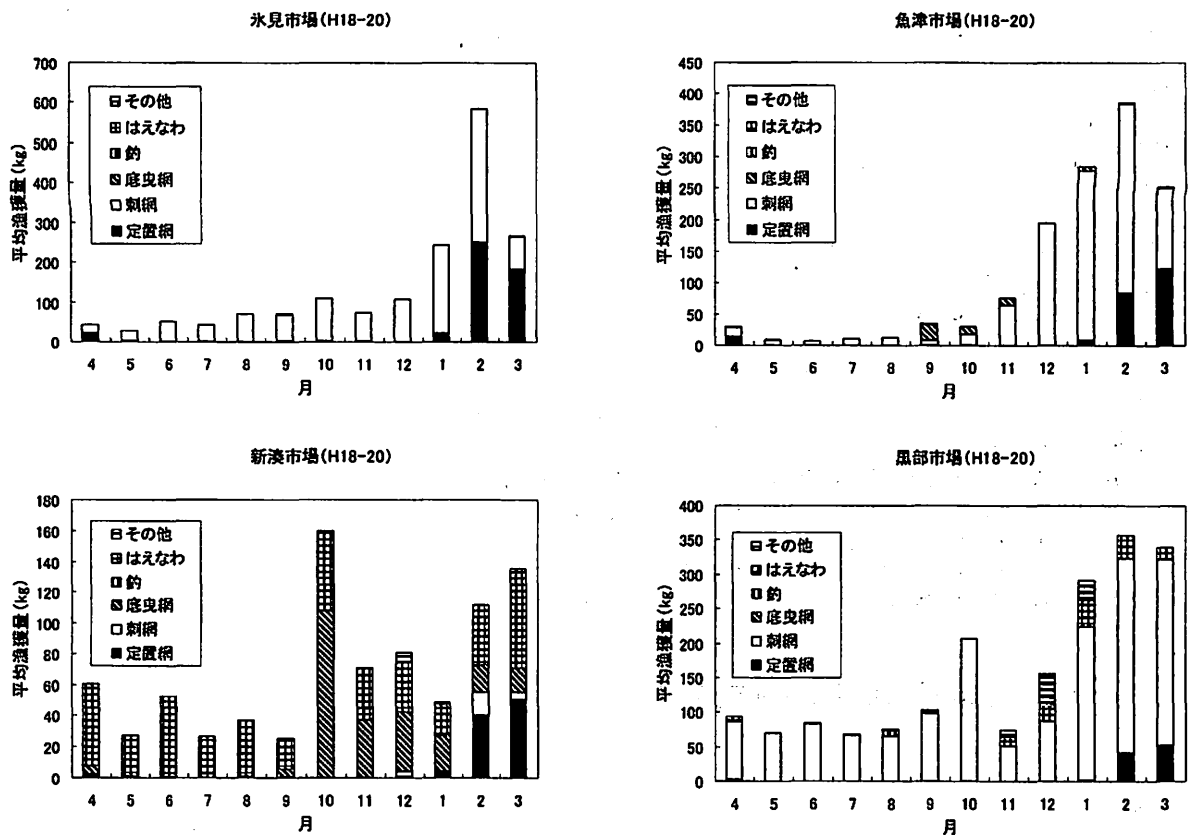 氷見市場(H18-20)
700
600
500
400
300
200
100
0
平均漁獲量(kg)
その他
はえなわ
釣
底曳網
刺網
定置網
4 5 6 7 8 9 10 11 12 1 2 3
月
魚津市場(H18-20)
450
400
350
300
250
200
150
100
50
0
平均漁獲量(kg)
その他
はえなわ
釣
底曳網
刺網
定置網
4 5 6 7 8 9 10 11 12 1 2 3
月
新湊市場(H18-20)
180
160
140
120
100
80
60
40
20
0
平均漁獲量(kg)
その他
はえなわ
釣
底曳網
刺網
定置網
4 5 6 7 8 9 10 11 12 1 2 3
月
黒部市場(H18-20)
400
350
300
250
200
150
100
50
0
平均漁獲量(kg)
その他
はえなわ
釣
底曳網
刺網
定置網
4 5 6 7 8 9 10 11 12 1 2 3
月